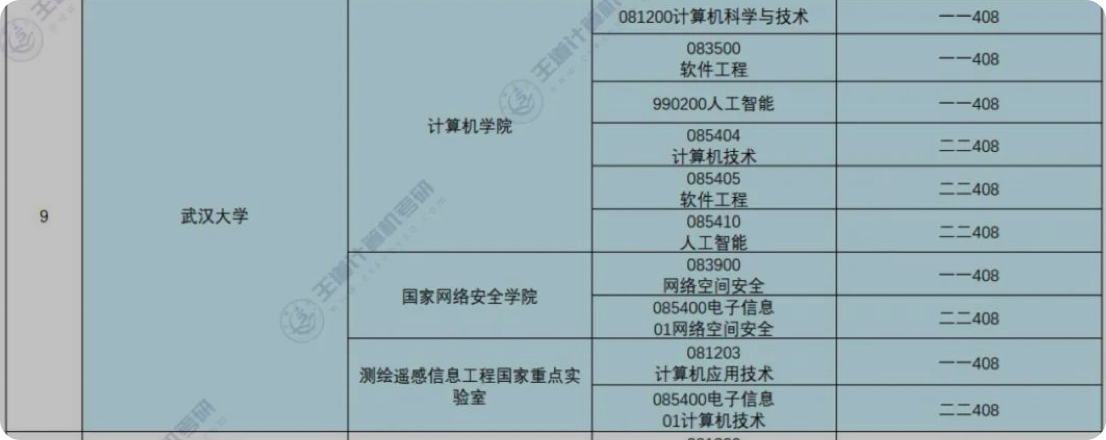 9
武汉大学
计算机学院
081200计算机科学与技术
一一408
083500
软件工程
一一408
990200人工智能
一一408
085404
计算机技术
二二408
085405
软件工程
二二408
085410
人工智能
二二408
国家网络安全学院
083900
网络空间安全
一一408
085400电子信息
01网络空间安全
二二408
测绘遥感信息工程国家重点实
验室
081203
计算机应用技术
一一408
085400电子信息
01计算机技术
二二408
王道计算机考研
王道计算机考研